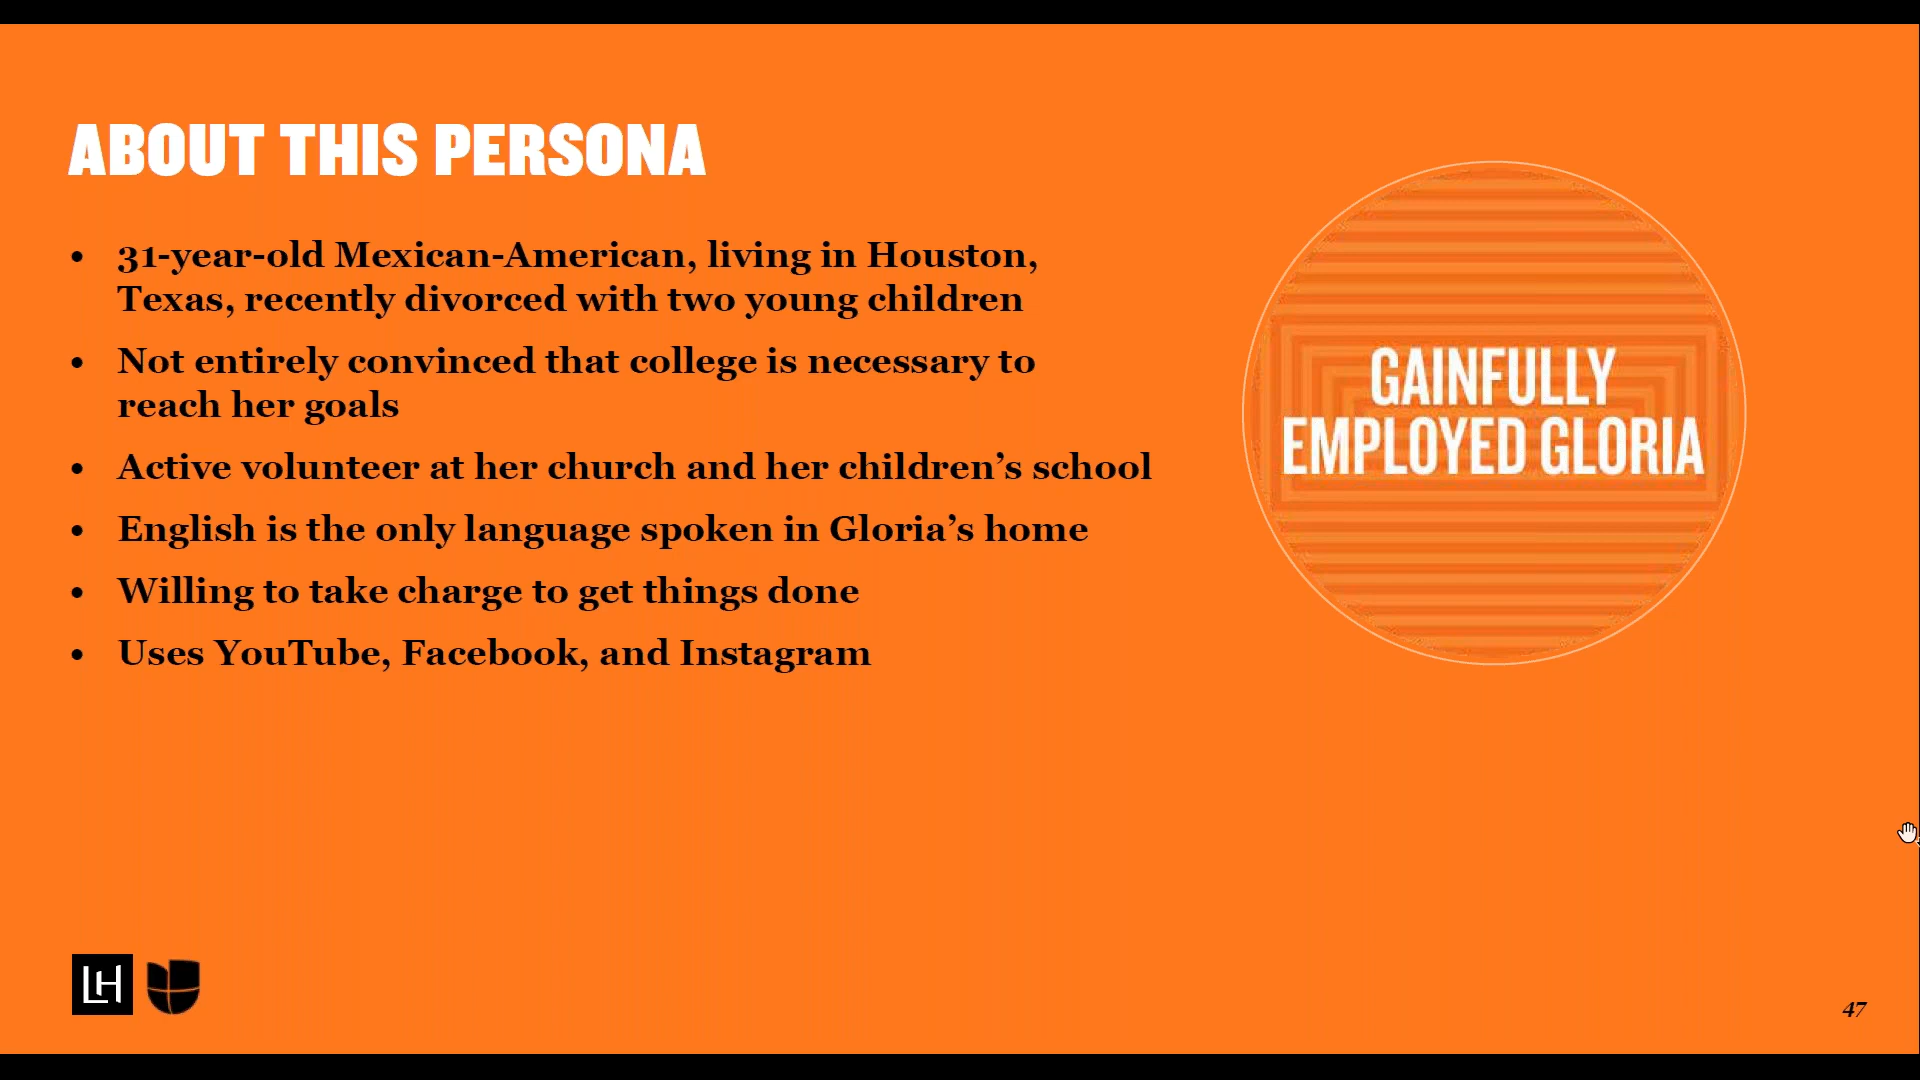 ABOUT THIS PERSONA
• 31-year-old Mexican-American, living in Houston,
Texas, recently divorced with two young children
• Not entirely convinced that college is necessary to
reach her goals
• Active volunteer at her church and her children’s school
• English is the only language spoken in Gloria’s home
• Willing to take charge to get things done
• Uses YouTube, Facebook, and Instagram
GAINFULLY
EMPLOYED GLORIA
LH
47